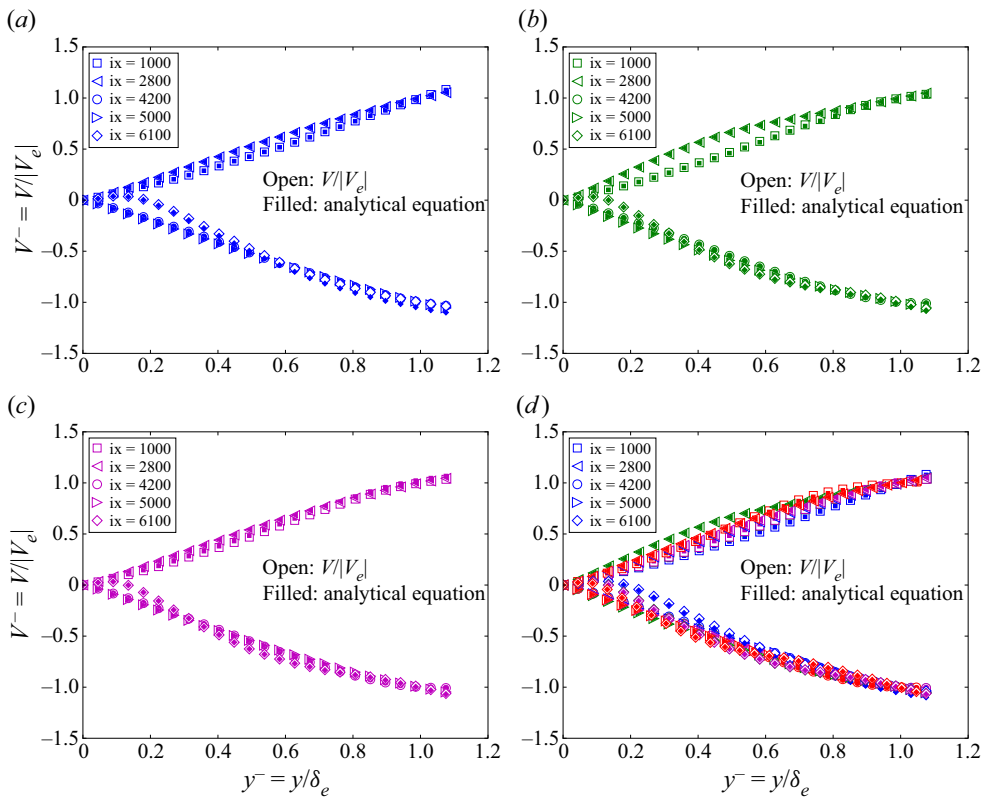 (a)
1.5
1.0
0.5
0
–0.5
–1.0
–1.5
V⁻ = V/|Vₑ|
ix = 1000
ix = 2800
ix = 4200
ix = 5000
ix = 6100
Open: V/|Vₑ|
Filled: analytical equation
0 0.2 0.4 0.6 0.8 1.0 1.2
(b)
1.5
1.0
0.5
0
–0.5
–1.0
–1.5
ix = 1000
ix = 2800
ix = 4200
ix = 5000
ix = 6100
Open: V/|Vₑ|
Filled: analytical equation
0 0.2 0.4 0.6 0.8 1.0 1.2
(c)
1.5
1.0
0.5
0
–0.5
–1.0
–1.5
V⁻ = V/|Vₑ|
ix = 1000
ix = 2800
ix = 4200
ix = 5000
ix = 6100
Open: V/|Vₑ|
Filled: analytical equation
0 0.2 0.4 0.6 0.8 1.0 1.2
y⁻ = y/δₑ
(d)
1.5
1.0
0.5
0
–0.5
–1.0
–1.5
ix = 1000
ix = 2800
ix = 4200
ix = 5000
ix = 6100
Open: V/|Vₑ|
Filled: analytical equation
0 0.2 0.4 0.6 0.8 1.0 1.2
y⁻ = y/δₑ